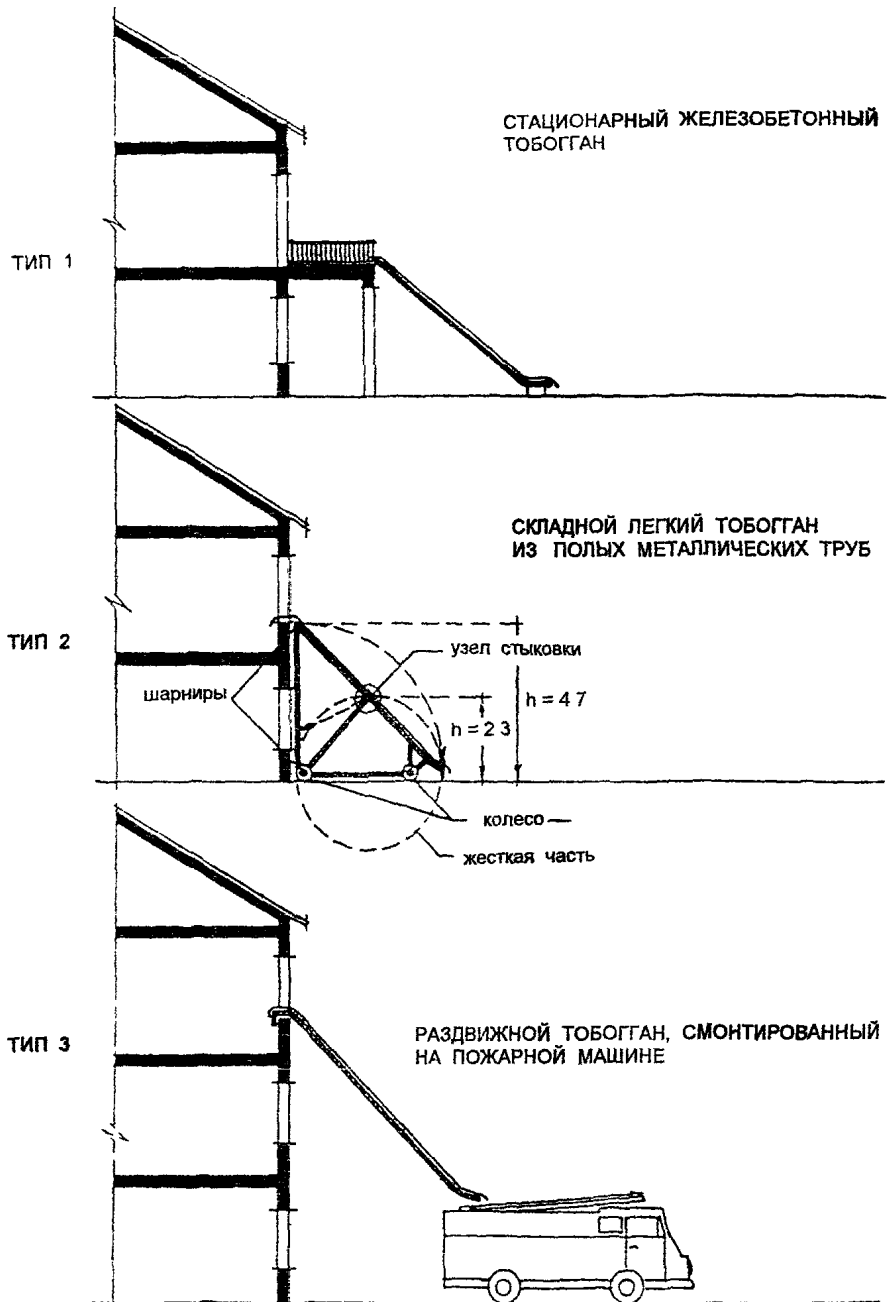 СТАЦИОНАРНЫЙ ЖЕЛЕЗОБЕТОННЫЙ
ТОБОГГАН
ТИП 1
СКЛАДНОЙ ЛЕГКИЙ ТОБОГГАН
ИЗ ПОЛЫХ МЕТАЛЛИЧЕСКИХ ТРУБ
ТИП 2
узел стыковки
шарниры
h = 4 7
h = 2 3
колесо
жесткая часть
ТИП 3
РАЗДВИЖНОЙ ТОБОГГАН, СМОНТИРОВАННЫЙ
НА ПОЖАРНОЙ МАШИНЕ